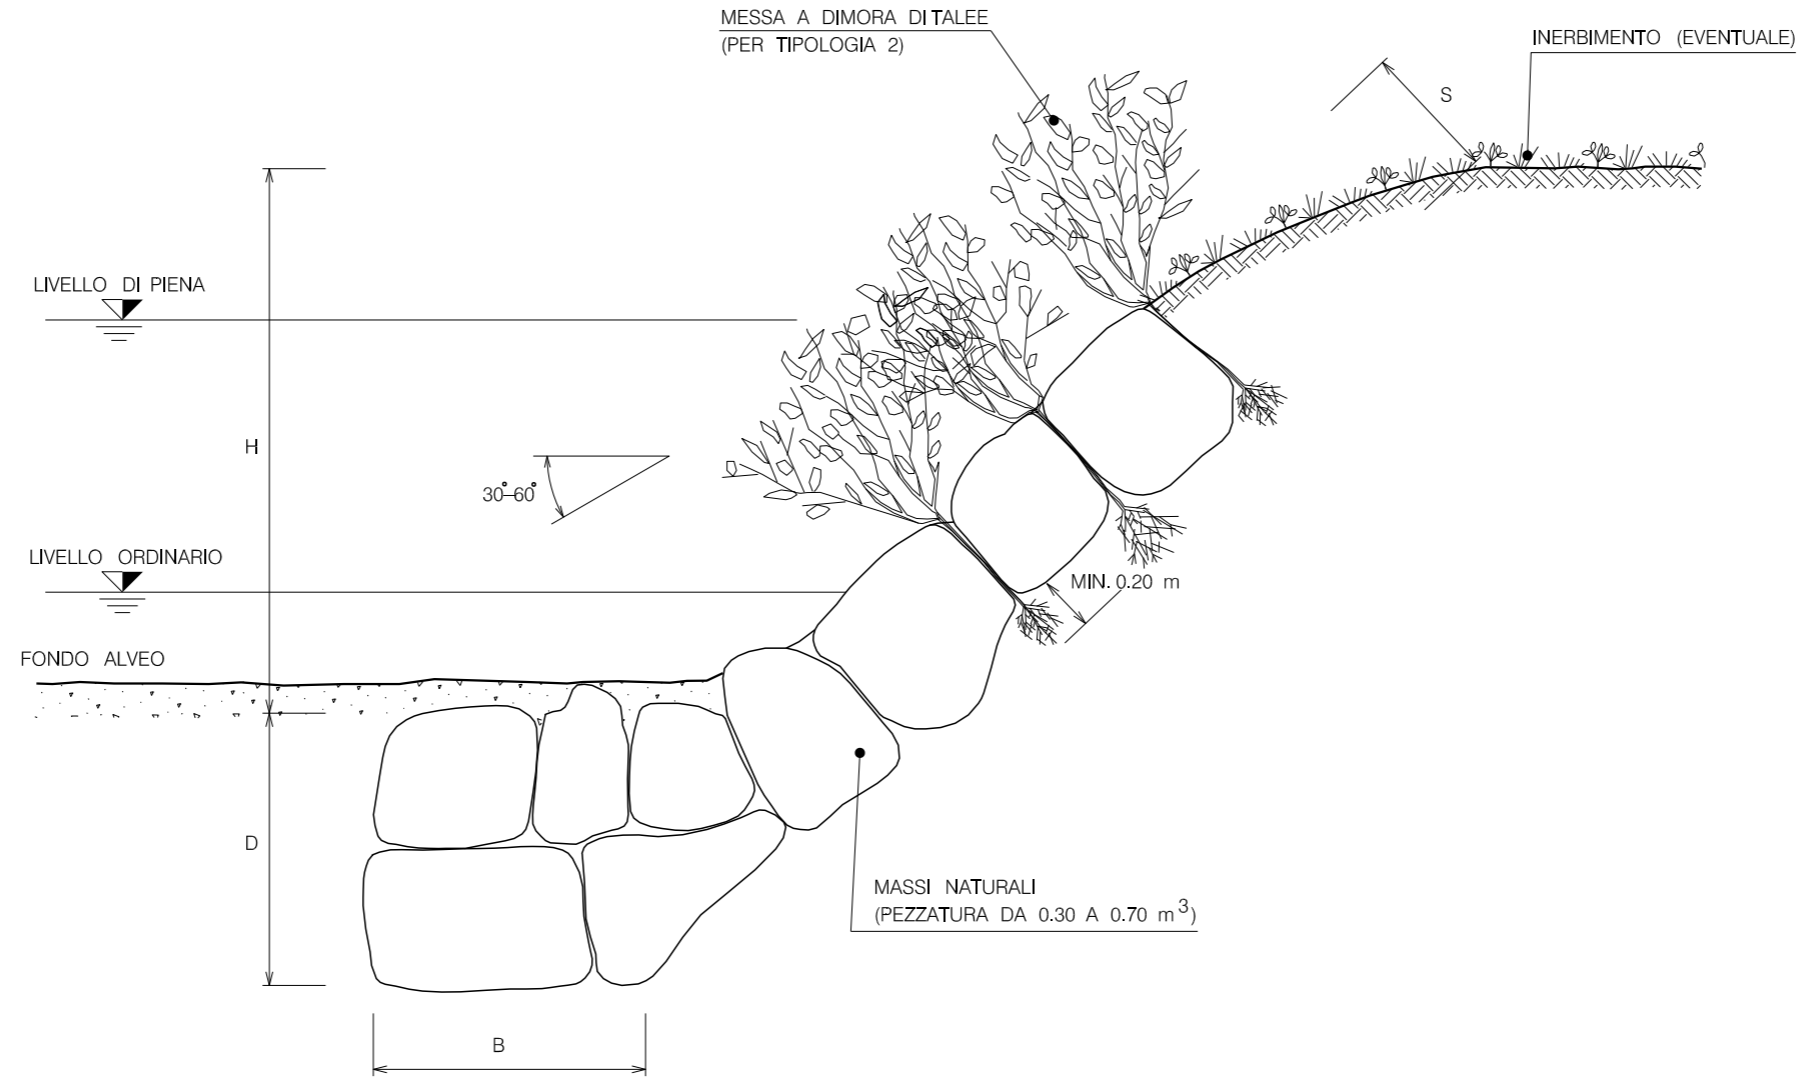 MESSA A DIMORA DI TALEE
(PER TIPOLOGIA 2)
INERBIMENTO (EVENTUALE)
S
LIVELLO DI PIENA
H
30°-60°
LIVELLO ORDINARIO
MIN. 0.20 m
FONDO ALVEO
D
MASSI NATURALI
(PEZZATURA DA 0.30 A 0.70 m³)
B